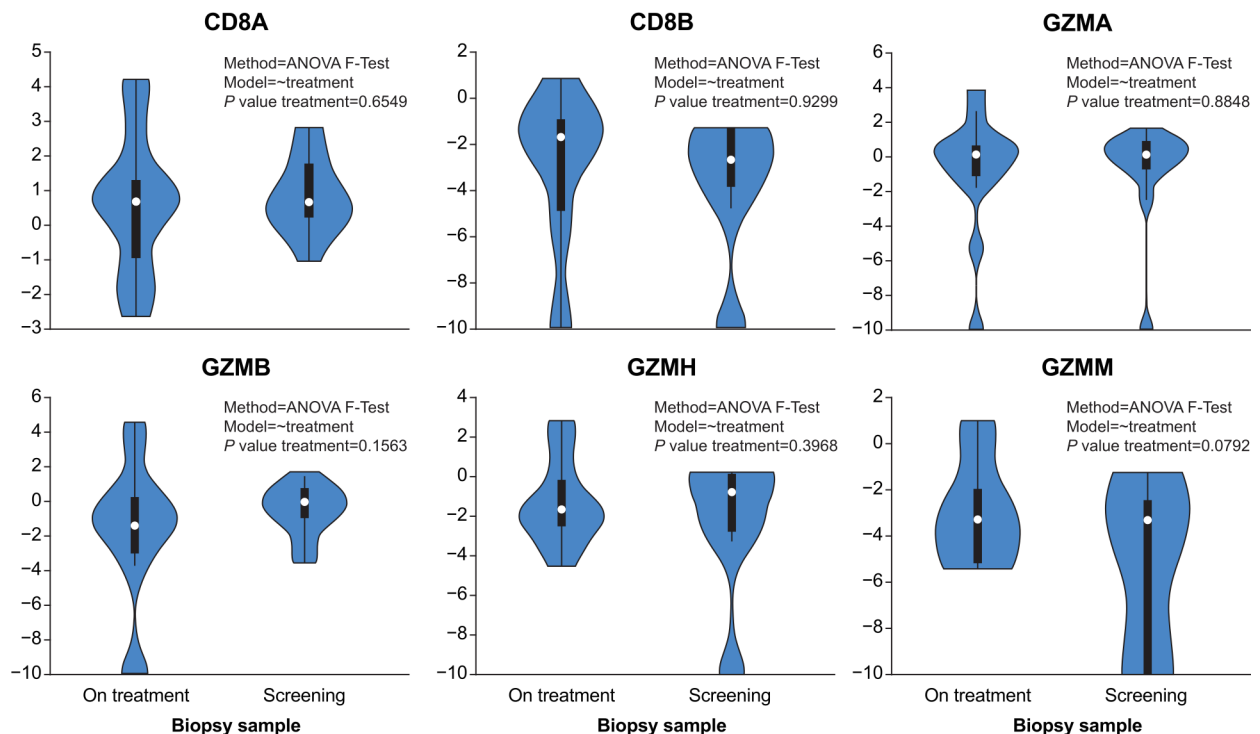 CD8A
Method=ANOVA F-Test
Model=~treatment
P value treatment=0.6549
5
4
3
2
1
0
−1
−2
−3
CD8B
Method=ANOVA F-Test
Model=~treatment
P value treatment=0.9299
2
0
−2
−4
−6
−8
−10
GZMA
Method=ANOVA F-Test
Model=~treatment
P value treatment=0.8848
6
4
2
0
−2
−4
−6
−8
−10
GZMB
Method=ANOVA F-Test
Model=~treatment
P value treatment=0.1563
6
4
2
0
−2
−4
−6
−8
−10
On treatment
Screening
Biopsy sample
GZMH
Method=ANOVA F-Test
Model=~treatment
P value treatment=0.3968
4
2
0
−2
−4
−6
−8
−10
On treatment
Screening
Biopsy sample
GZMM
Method=ANOVA F-Test
Model=~treatment
P value treatment=0.0792
2
0
−2
−4
−6
−8
−10
On treatment
Screening
Biopsy sample